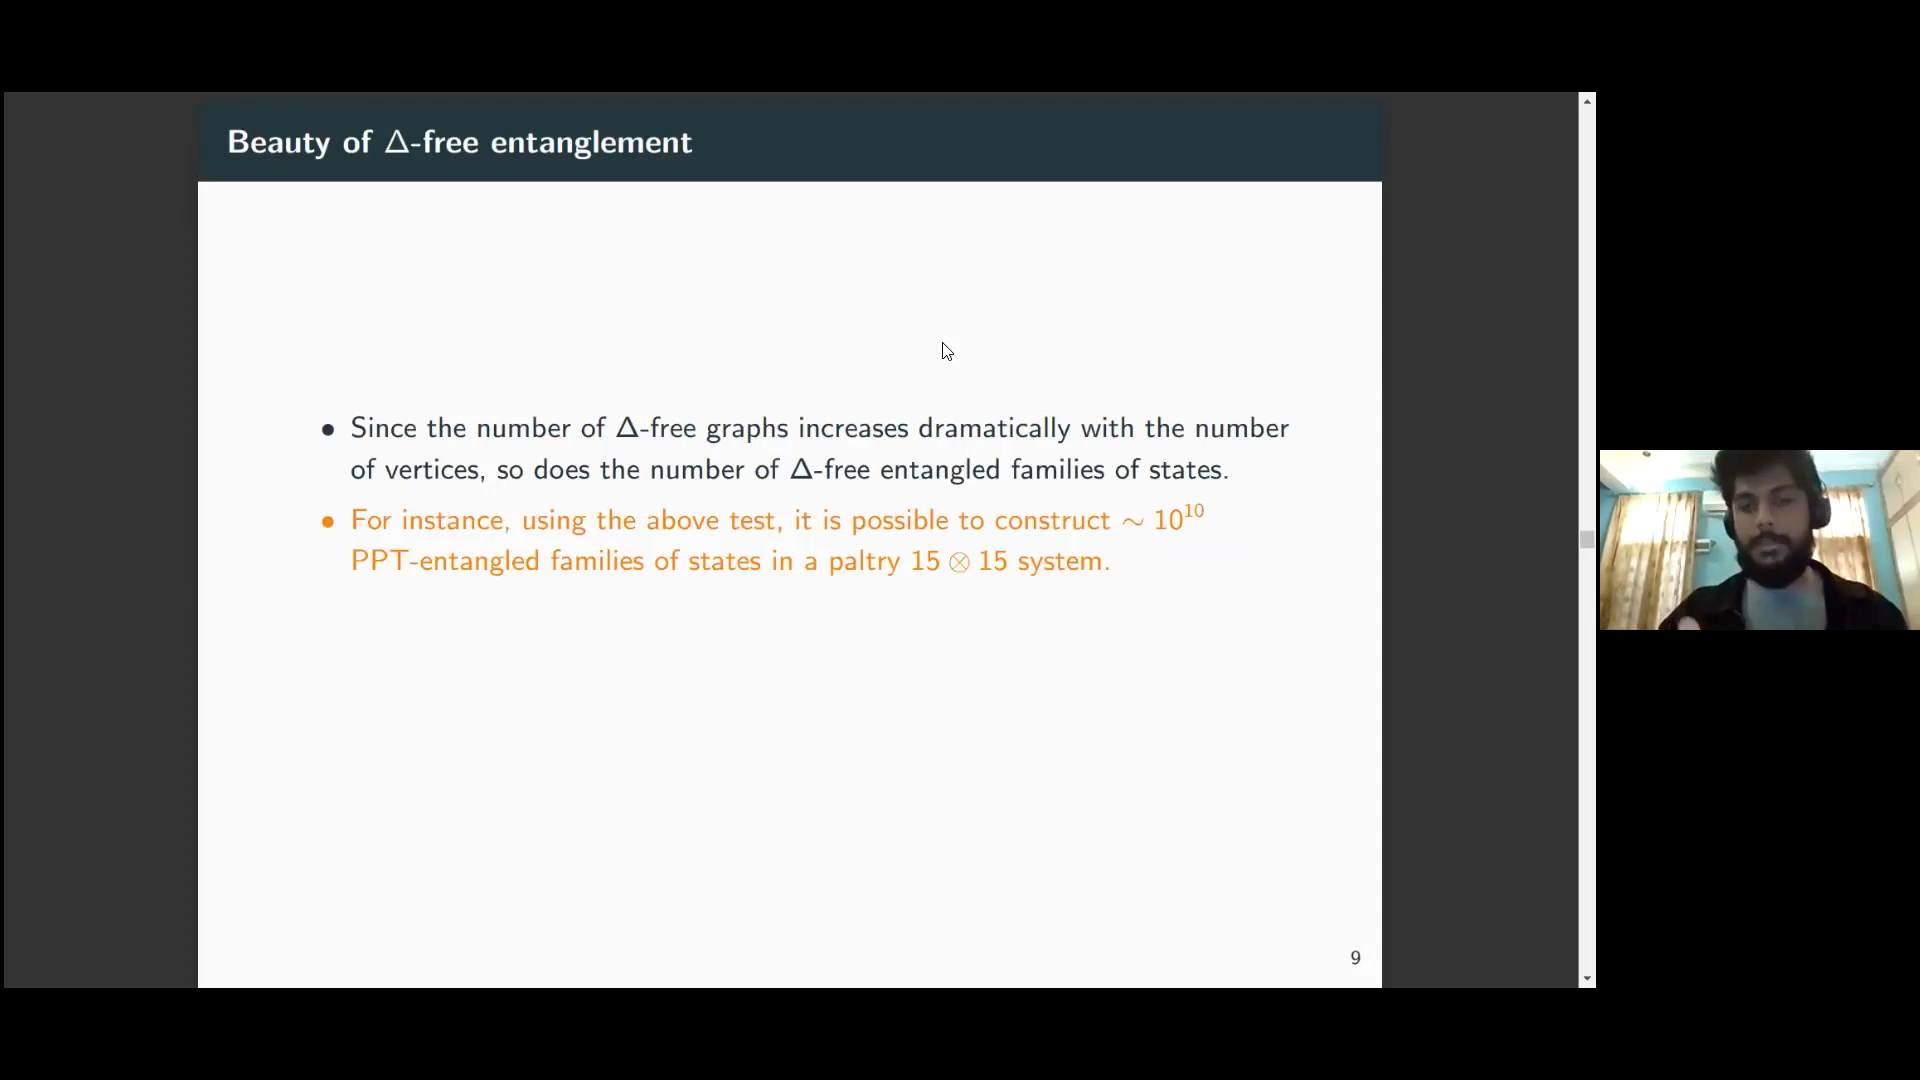 Beauty of Δ-free entanglement
• Since the number of Δ-free graphs increases dramatically with the number
of vertices, so does the number of Δ-free entangled families of states.
• For instance, using the above test, it is possible to construct ∼ 10¹⁰
PPT-entangled families of states in a paltry 15 ⊗ 15 system.
9